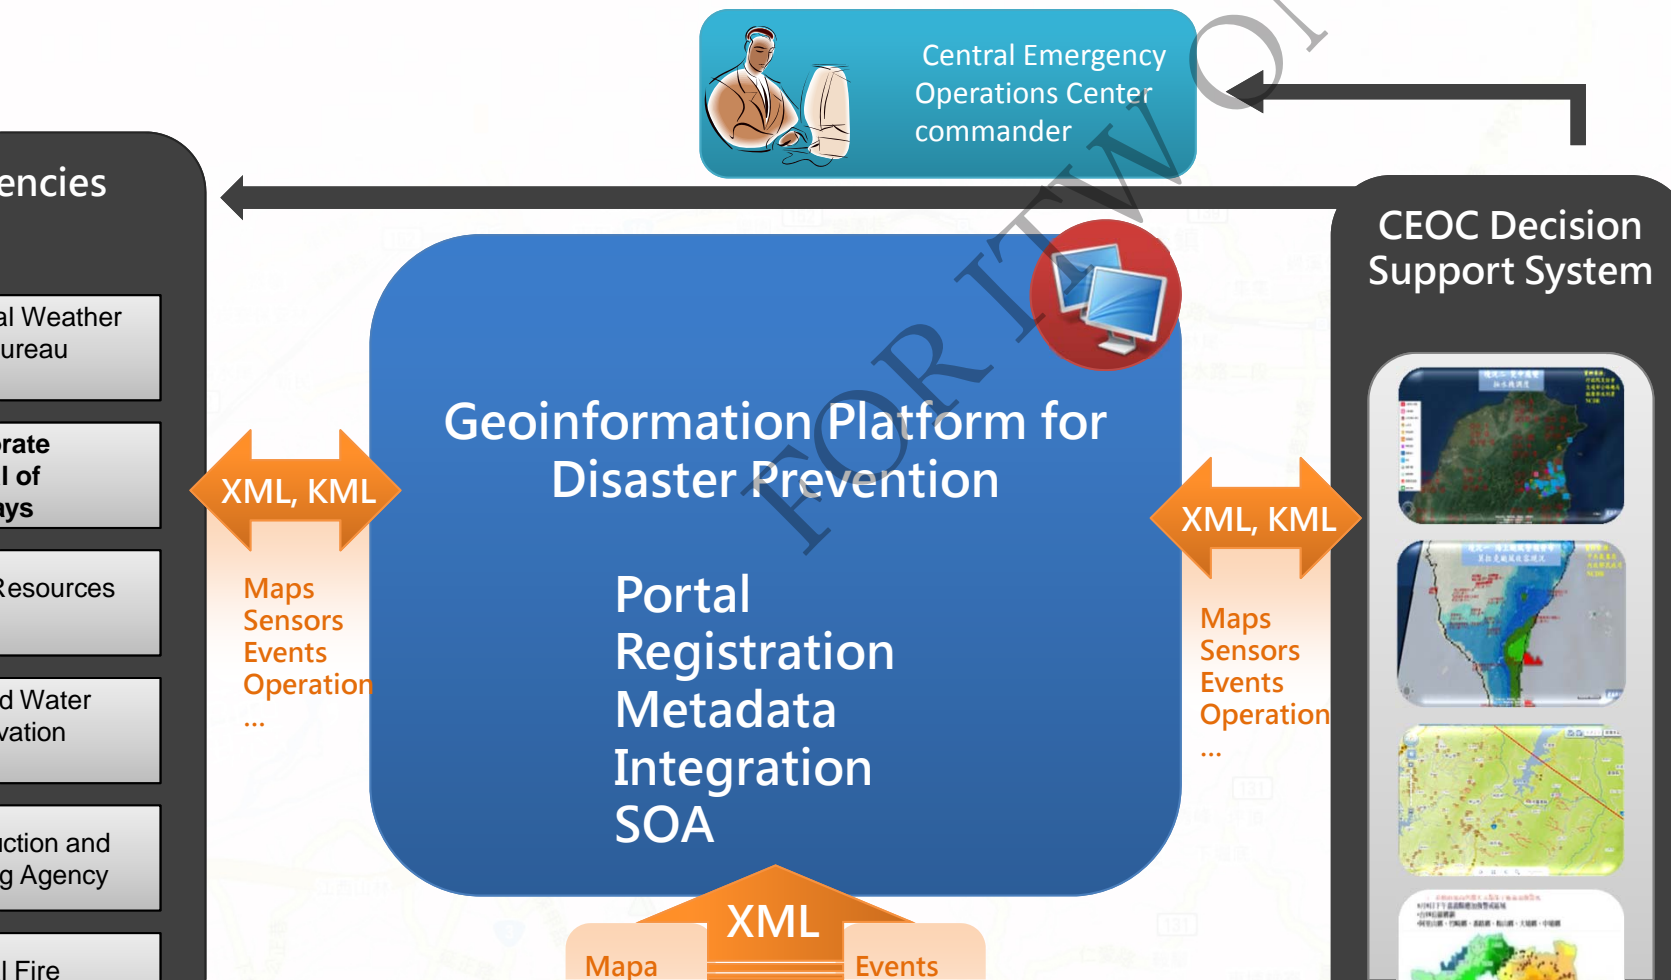 Central Emergency
Operations Center
commander
encies
al Weather
ureau
rate
l of
ays
Resources
d Water
vation
ction and
g Agency
l Fire
XML, KML
Maps
Sensors
Events
Operation
...
Geoinformation Platform for
Disaster Prevention
Portal
Registration
Metadata
Integration
SOA
XML
Mapa
Events
XML, KML
Maps
Sensors
Events
Operation
...
CEOC Decision
Support System
FOR ITW O